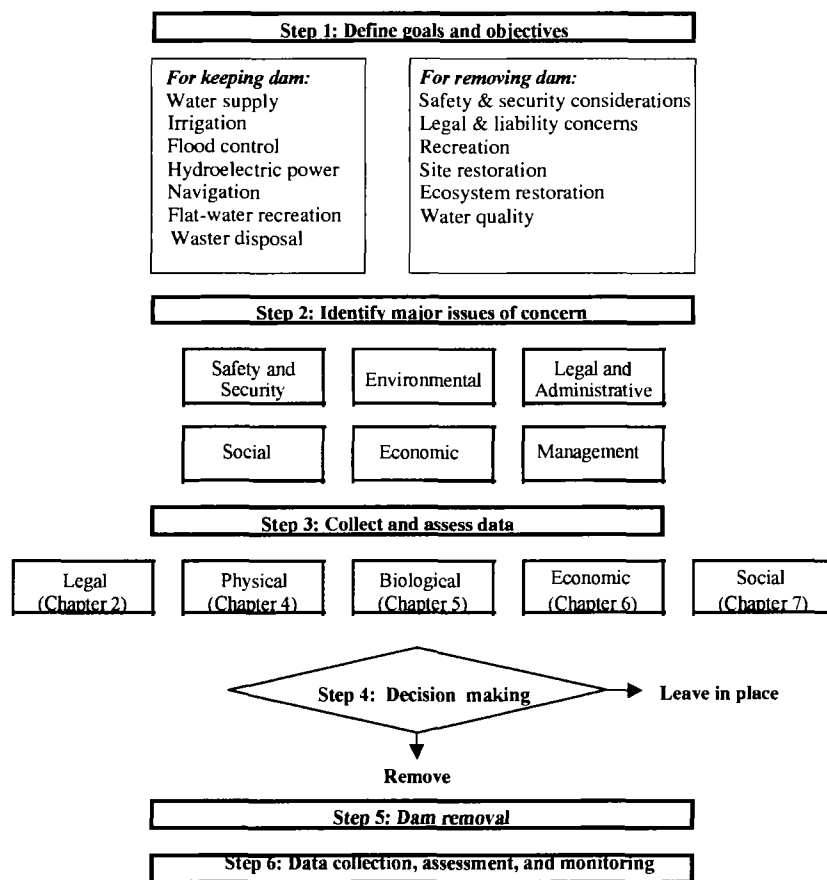 Step 1: Define goals and objectives
For keeping dam:
Water supply
Irrigation
Flood control
Hydroelectric power
Navigation
Flat-water recreation
Waster disposal
For removing dam:
Safety & security considerations
Legal & liability concerns
Recreation
Site restoration
Ecosystem restoration
Water quality
Step 2: Identify major issues of concern
Safety and
Security
Environmental
Legal and
Administrative
Social
Economic
Management
Step 3: Collect and assess data
Legal
(Chapter 2)
Physical
(Chapter 4)
Biological
(Chapter 5)
Economic
(Chapter 6)
Social
(Chapter 7)
Step 4: Decision making
Leave in place
Remove
Step 5: Dam removal
Step 6: Data collection, assessment, and monitoring